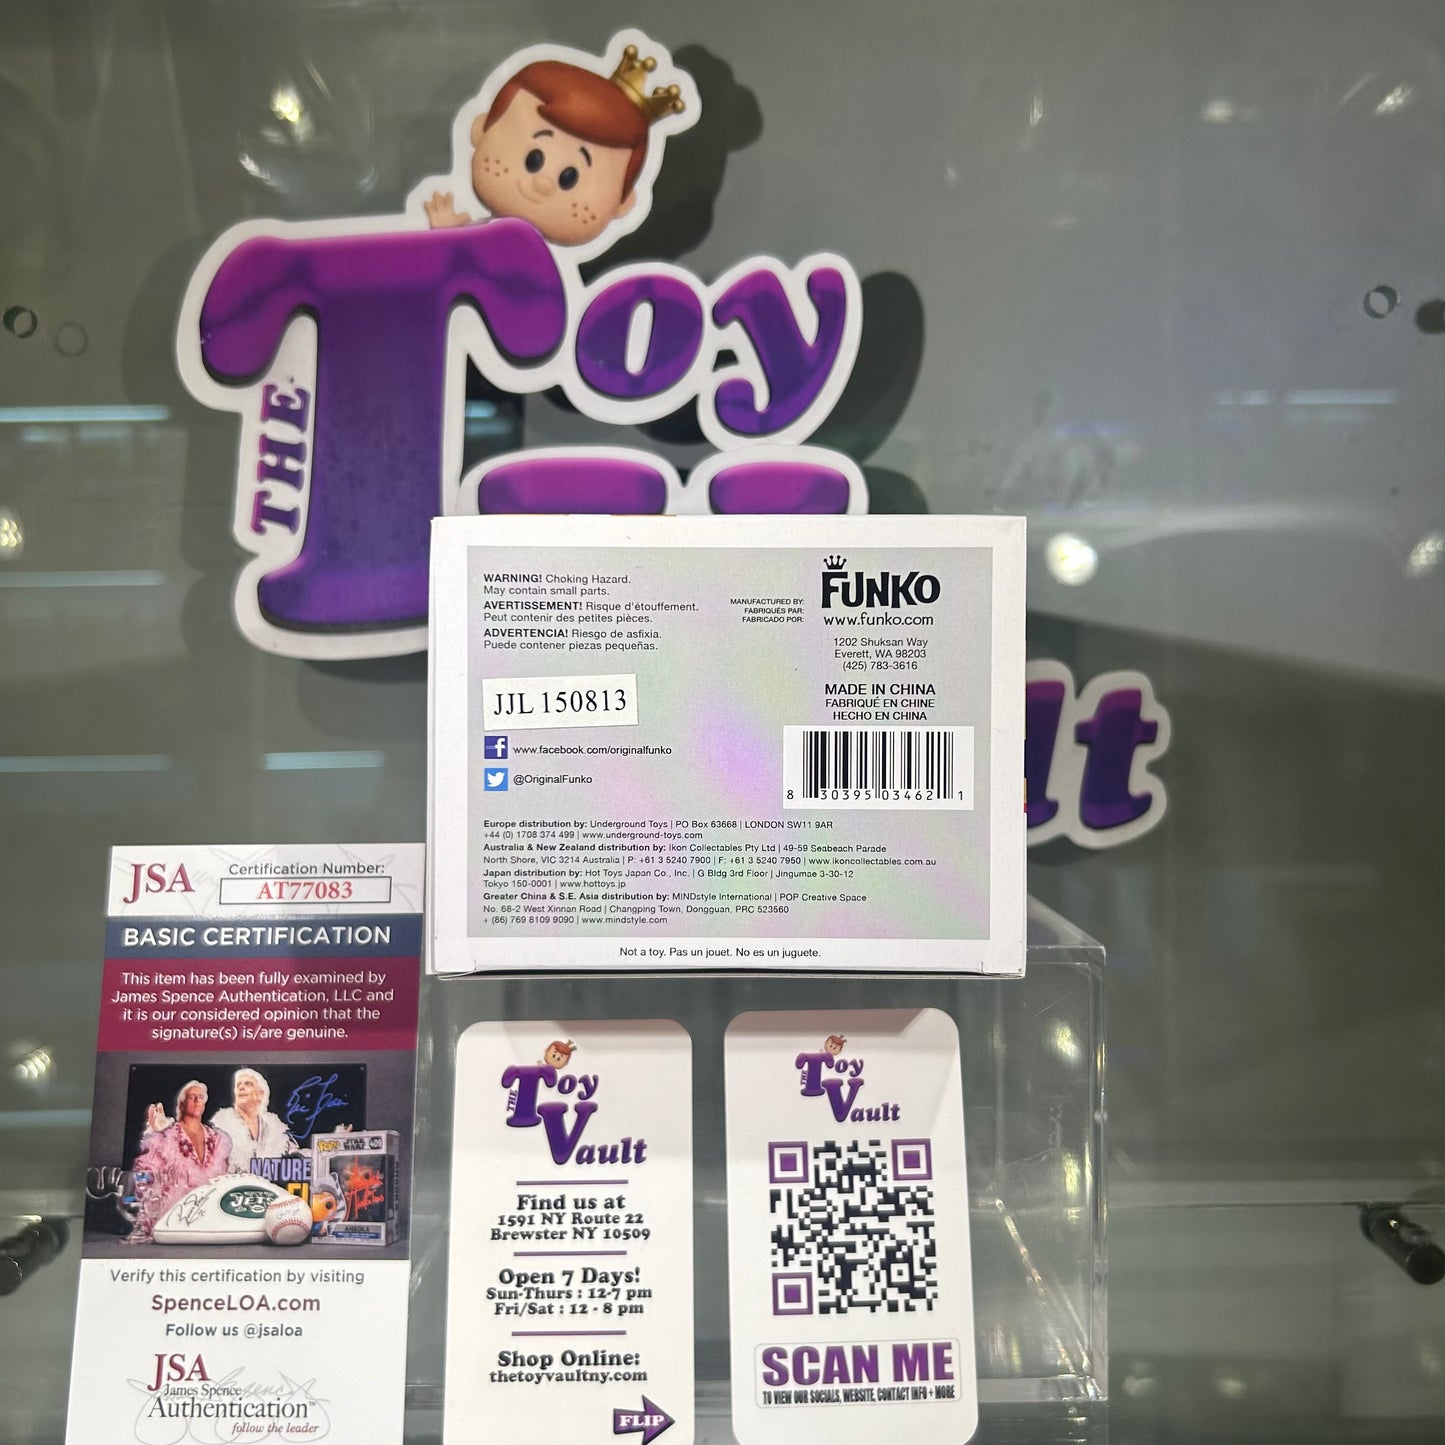 THE
Toy
lt
WARNING! Choking Hazard.
May contain small parts.
AVERTISSEMENT! Risque d'étouffement.
Peut contenir des petites pièces.
ADVERTENCIA! Riesgo de asfixia.
Puede contener piezas pequeñas.
MANUFACTURED BY:
FABRIQUÉS PAR:
FABRICADO POR:
FUNKO
www.funko.com
1202 Shuksan Way
Everett, WA 98203
(425) 783-3616
MADE IN CHINA
FABRIQUÉ EN CHINE
HECHO EN CHINA
JJL 150813
www.facebook.com/originalfunko
@OriginalFunko
8 30395 03462 1
Europe distribution by: Underground Toys | PO Box 63668 | LONDON SW11 9AR
+44 (0) 1708 374 499 | www.underground-toys.com
Australia & New Zealand distribution by: Ikon Collectables Pty Ltd | 49-59 Seabeach Parade
North Shore, VIC 3214 Australia | P: +61 3 5240 7900 | F: +61 3 5240 7950 | www.ikoncollectables.com.au
Japan distribution by: Hot Toys Japan Co., Inc. | G Bldg 3rd Floor | Jingumae 3-30-12
Tokyo 150-0001 | www.hottoys.jp
Greater China & S.E. Asia distribution by: MINDstyle International | POP Creative Space
No. 68-2 West Xinnan Road | Changping Town, Dongguan, PRC 523560
+ (86) 769 8109 9090 | www.mindstyle.com
Not a toy. Pas un jouet. No es un juguete.
JSA
Certification Number:
AT77083
BASIC CERTIFICATION
This item has been fully examined by
James Spence Authentication, LLC and
it is our considered opinion that the
signature(s) is/are genuine.
NATURE
JETS
STAR WARS
AHSOKA
Verify this certification by visiting
SpenceLOA.com
Follow us @jsaloa
JSA
James Spence
Authentication™
follow the leader
THE
Toy
Vault
Find us at
1591 NY Route 22
Brewster NY 10509
Open 7 Days!
Sun-Thurs : 12-7 pm
Fri/Sat : 12 - 8 pm
Shop Online:
thetoyvaultny.com
FLIP
THE
Toy
Vault
SCAN ME
TO VIEW OUR SOCIALS, WEBSITE, CONTACT INFO + MORE